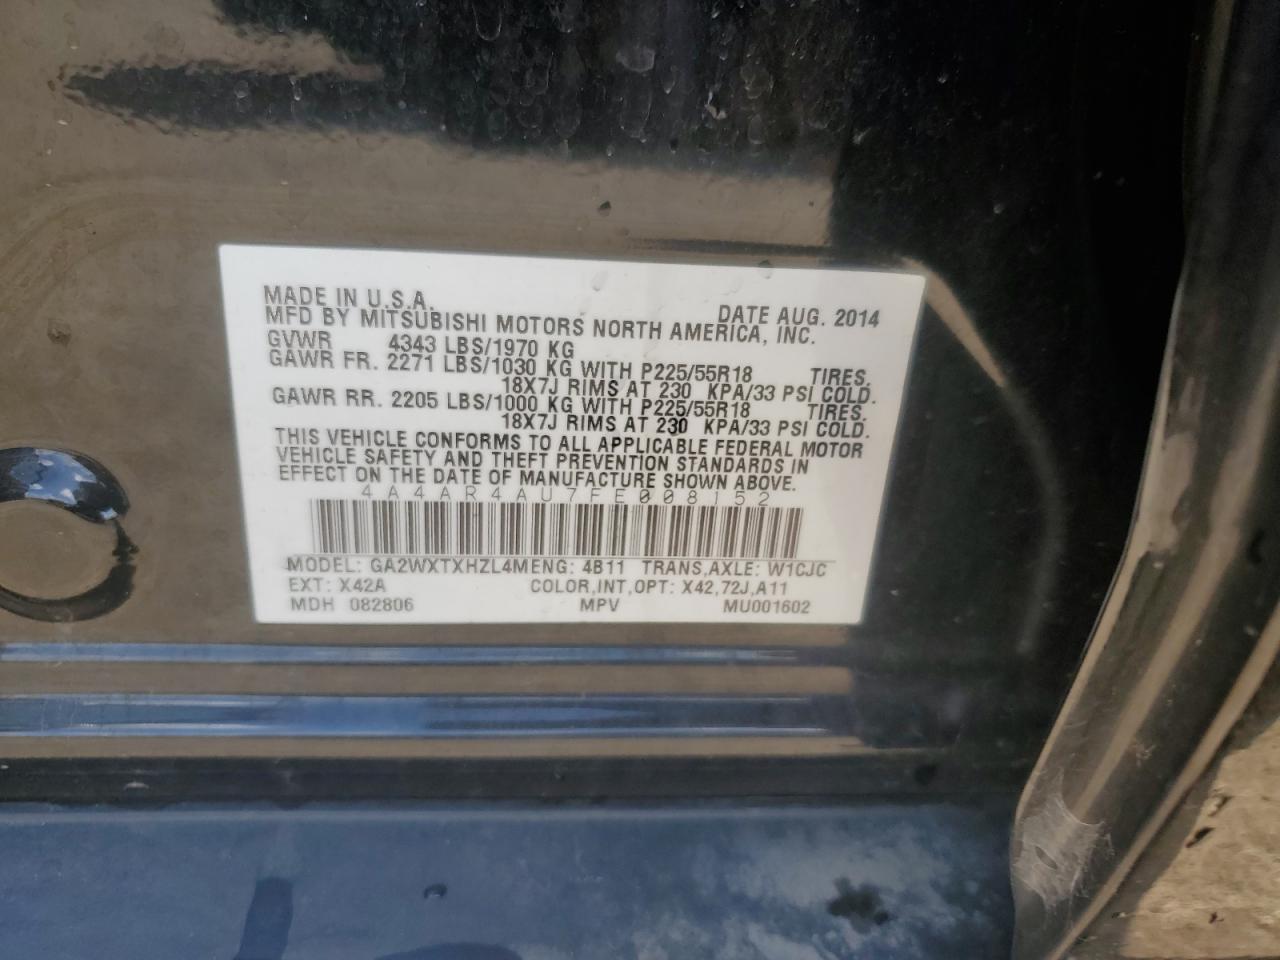 MADE IN U.S.A. DATE AUG. 2014
MFD BY MITSUBISHI MOTORS NORTH AMERICA, INC.
GVWR 4343 LBS/1970 KG
GAWR FR. 2271 LBS/1030 KG WITH P225/55R18 TIRES.
18X7J RIMS AT 230 KPA/33 PSI COLD.
GAWR RR. 2205 LBS/1000 KG WITH P225/55R18 TIRES.
18X7J RIMS AT 230 KPA/33 PSI COLD.
THIS VEHICLE CONFORMS TO ALL APPLICABLE FEDERAL MOTOR
VEHICLE SAFETY AND THEFT PREVENTION STANDARDS IN
EFFECT ON THE DATE OF MANUFACTURE SHOWN ABOVE.
4A4AR4AU7FE008152
MODEL: GA2WXTXHZL4MENG: 4B11 TRANS,AXLE: W1CJC
EXT: X42A COLOR,INT,OPT: X42,72J,A11
MDH 082806 MPV MU001602